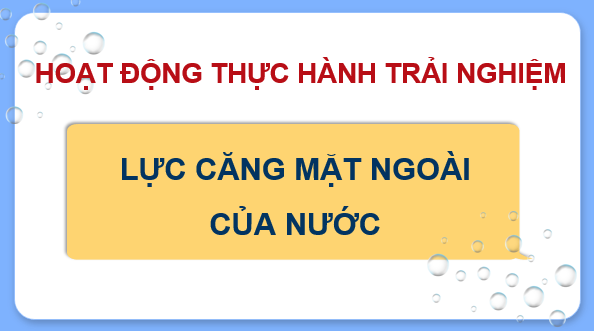 HOẠT ĐỘNG THỰC HÀNH TRẢI NGHIỆM
LỰC CĂNG MẶT NGOÀI
CỦA NƯỚC